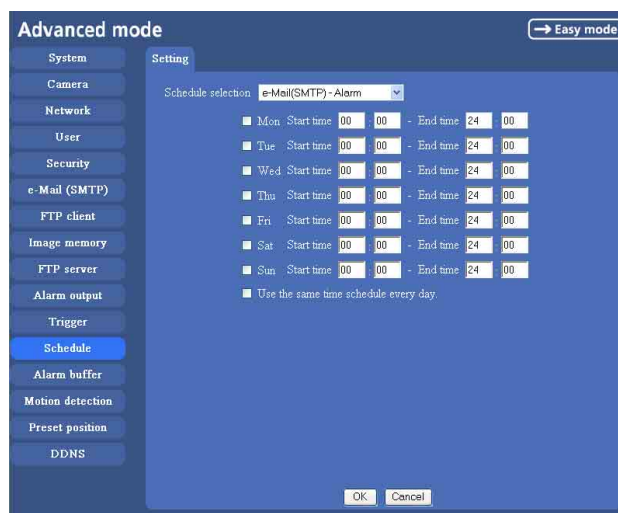 Advanced mode
→ Easy mode
System
Camera
Network
User
Security
e-Mail (SMTP)
FTP client
Image memory
FTP server
Alarm output
Trigger
Schedule
Alarm buffer
Motion detection
Preset position
DDNS
Setting
Schedule selection e-Mail(SMTP) - Alarm
Mon Start time 00 : 00 - End time 24 : 00
Tue Start time 00 : 00 - End time 24 : 00
Wed Start time 00 : 00 - End time 24 : 00
Thu Start time 00 : 00 - End time 24 : 00
Fri Start time 00 : 00 - End time 24 : 00
Sat Start time 00 : 00 - End time 24 : 00
Sun Start time 00 : 00 - End time 24 : 00
Use the same time schedule every day.
OK Cancel